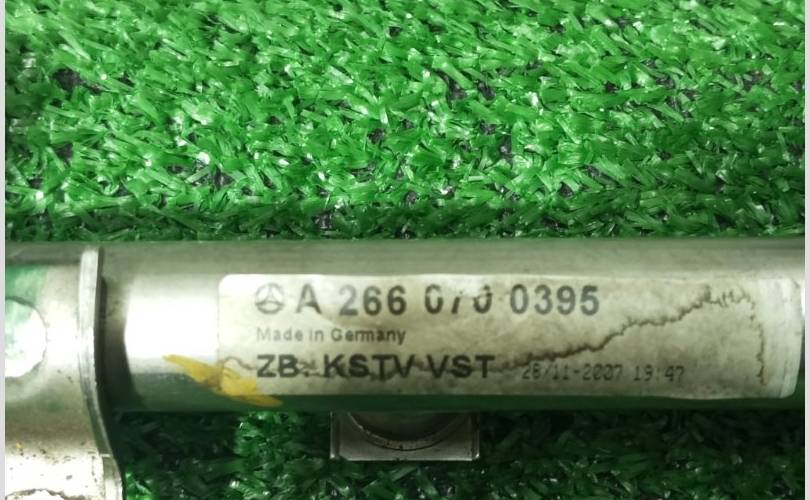 A 266 070 0395
Made in Germany
ZB. KSTV VST 28/11-2007 19:47